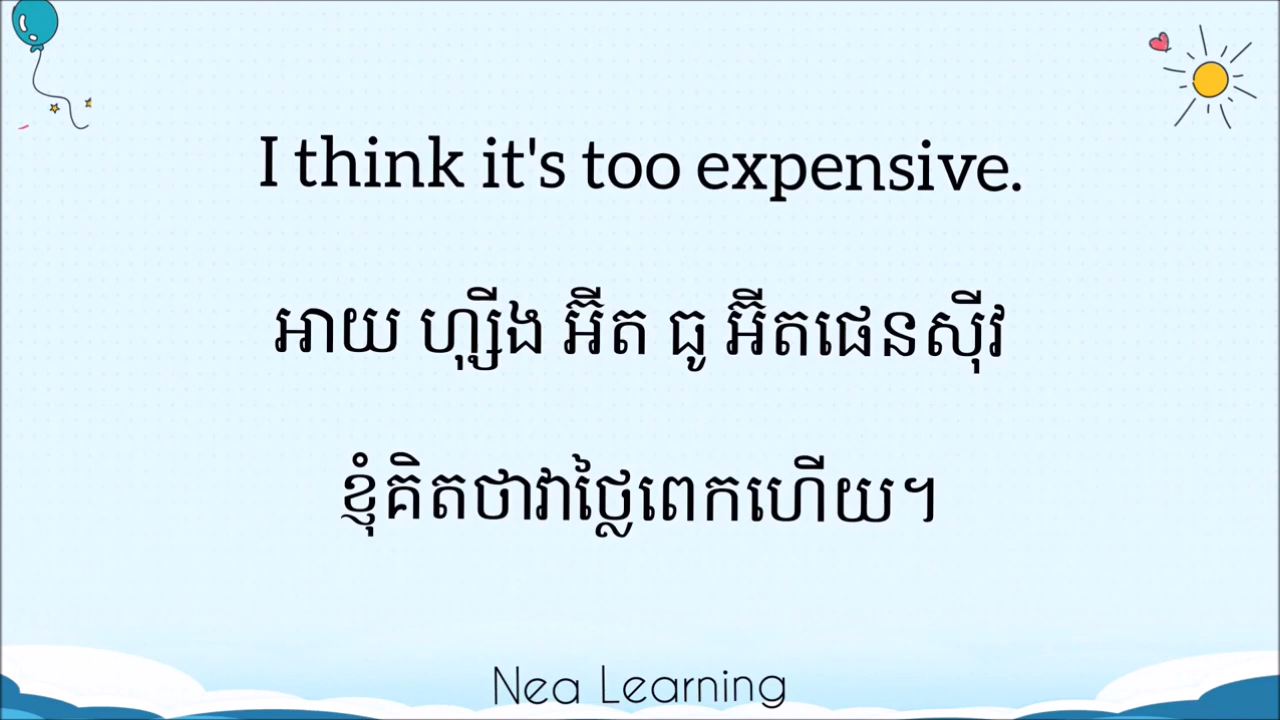 I think it's too expensive.
អាយ ហ្ស៊ីង អ៊ីត ធូ អ៊ីតផេនស៊ីវ
ខ្ញុំគិតថាវាថ្លៃពេកហើយ។
Nea Learning